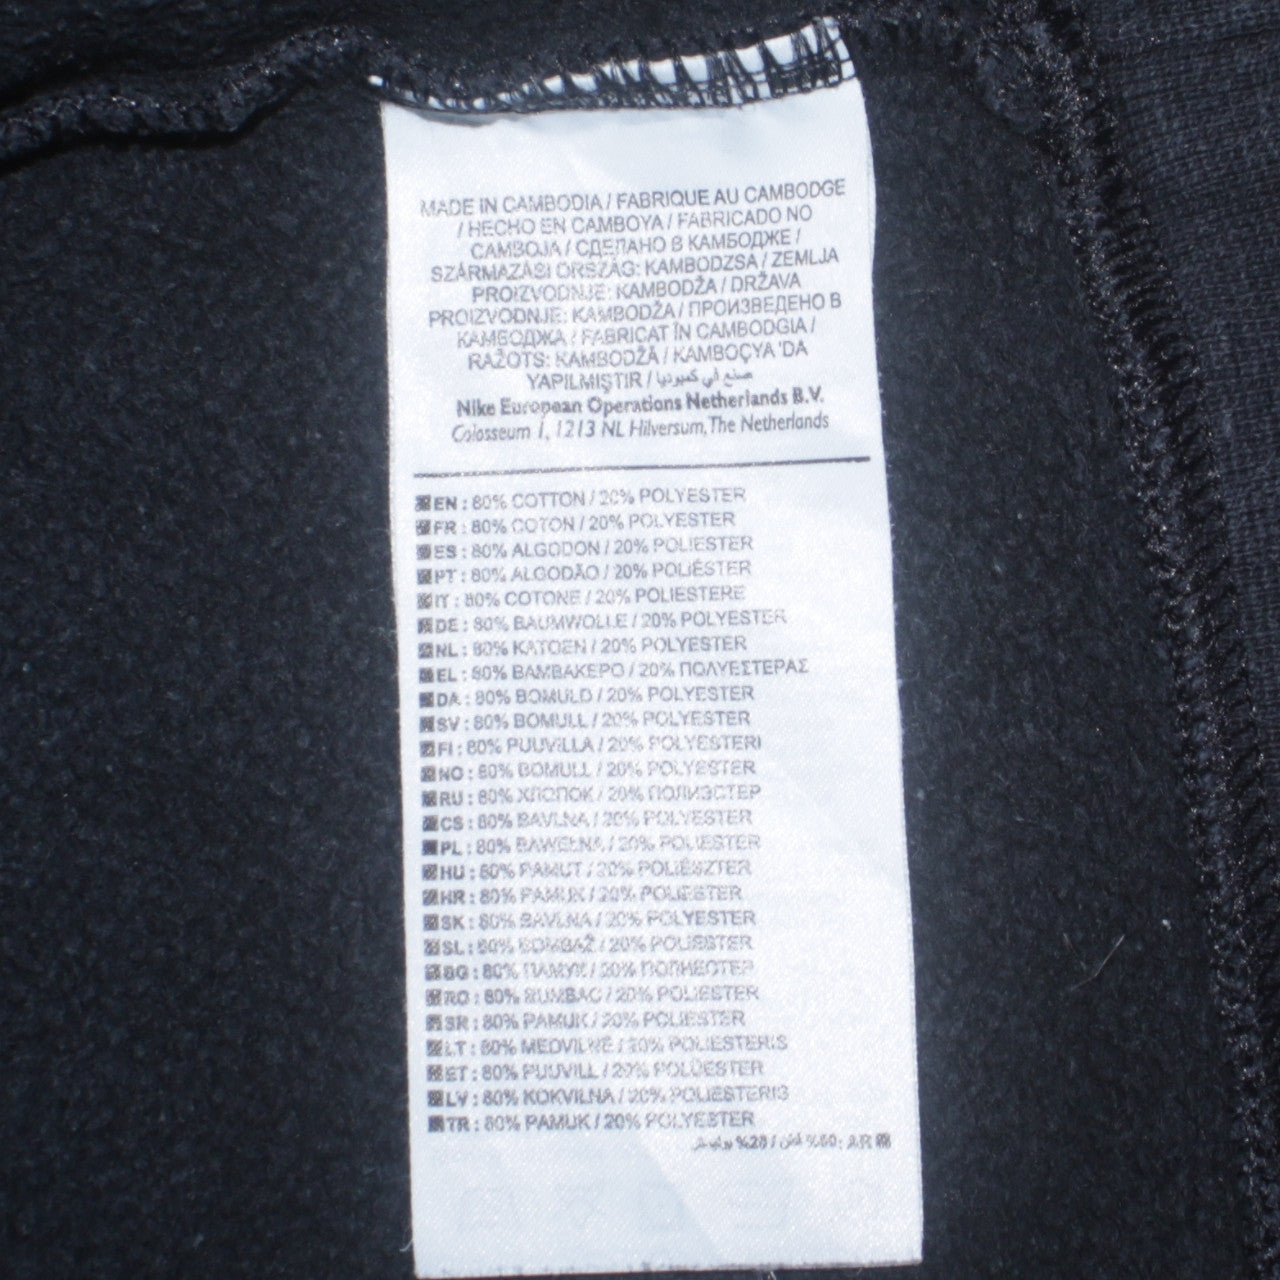 MADE IN CAMBODIA / FABRIQUE AU CAMBODGE
/ HECHO EN CAMBOYA / FABRICADO NO
CAMBOJA / СДЕЛАНО В КАМБОДЖЕ /
SZÁRMAZÁSI ORSZÁG: KAMBODZSA / ZEMLJA
PROIZVODNJE: KAMBODŽA / DRŽAVA
PROIZVODNJE: KAMBODŽA / ПРОИЗВЕДЕНО В
КАМБОДЖА / FABRICAT ÎN CAMBODGIA /
RAŽOTS: KAMBODŽĀ / KAMBOÇYA 'DA
YAPILMIŞTIR / صنع في كمبوديا
Nike European Operations Netherlands B.V.
Colosseum 1, 1213 NL Hilversum, The Netherlands
EN : 80% COTTON / 20% POLYESTER
FR : 80% COTON / 20% POLYESTER
ES : 80% ALGODON / 20% POLIESTER
PT : 80% ALGODÃO / 20% POLIÉSTER
IT : 80% COTONE / 20% POLIESTERE
DE : 80% BAUMWOLLE / 20% POLYESTER
NL : 80% KATOEN / 20% POLYESTER
EL : 80% ΒΑΜΒΑΚΕΡΟ / 20% ΠΟΛΥΕΣΤΕΡΑΣ
DA : 80% BOMULD / 20% POLYESTER
SV : 80% BOMULL / 20% POLYESTER
FI : 80% PUUVILLA / 20% POLYESTERI
NO : 80% BOMULL / 20% POLYESTER
RU : 80% ХЛОПОК / 20% ПОЛИЭСТЕР
CS : 80% BAVLNA / 20% POLYESTER
PL : 80% BAWEŁNA / 20% POLIESTER
HU : 80% PAMUT / 20% POLIÉSZTER
HR : 80% PAMUK / 20% POLIESTER
SK : 80% BAVLNA / 20% POLYESTER
SL : 80% BOMBAŽ / 20% POLIESTER
BG : 80% ПАМУК / 20% ПОЛИЕСТЕР
RO : 80% BUMBAC / 20% POLIESTER
SR : 80% PAMUK / 20% POLIESTER
LT : 80% MEDVILNĖ / 20% POLIESTERIS
ET : 80% PUUVILL / 20% POLÜESTER
LV : 80% KOKVILNA / 20% POLIESTERIS
TR : 80% PAMUK / 20% POLYESTER
AR : 80% قطن / 20% بوليستر